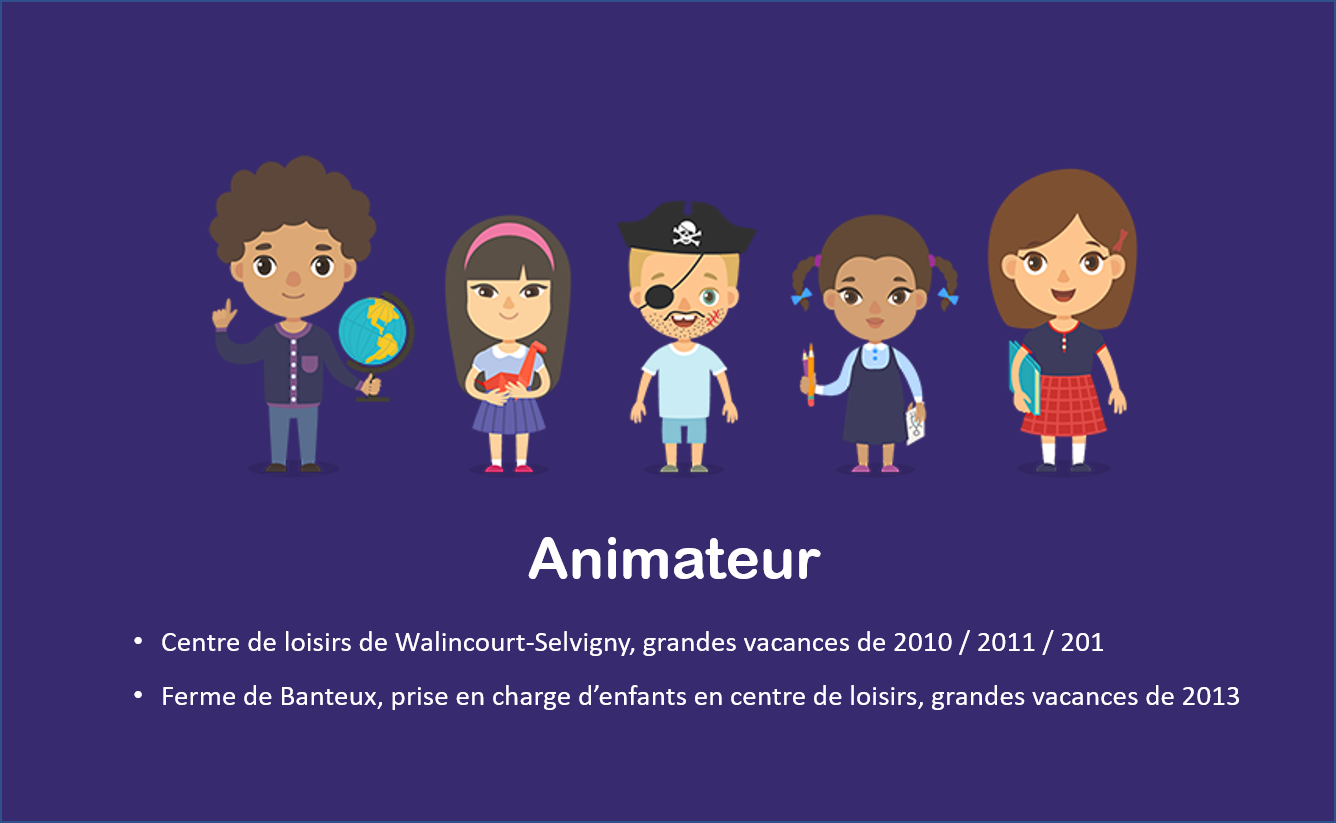 Animateur
• Centre de loisirs de Walincourt-Selvigny, grandes vacances de 2010 / 2011 / 201
• Ferme de Banteux, prise en charge d’enfants en centre de loisirs, grandes vacances de 2013